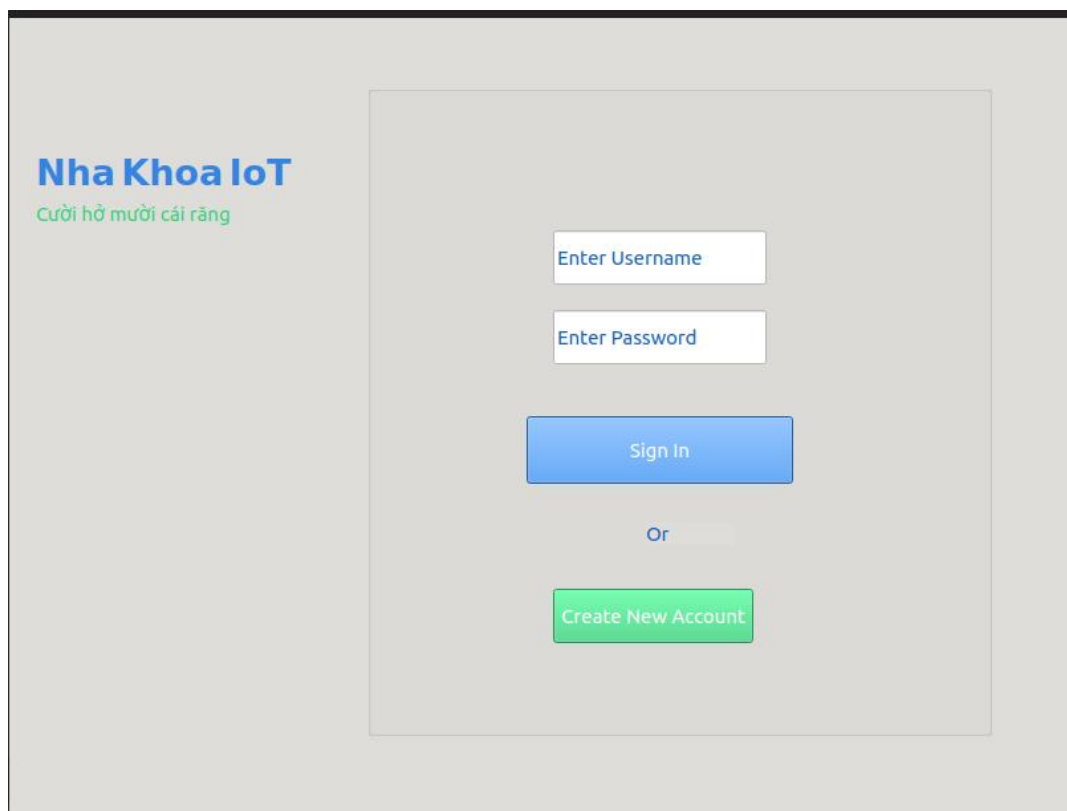 Nha Khoa IoT
Cười hở mười cái răng
Enter Username
Enter Password
Sign In
Or
Create New Account